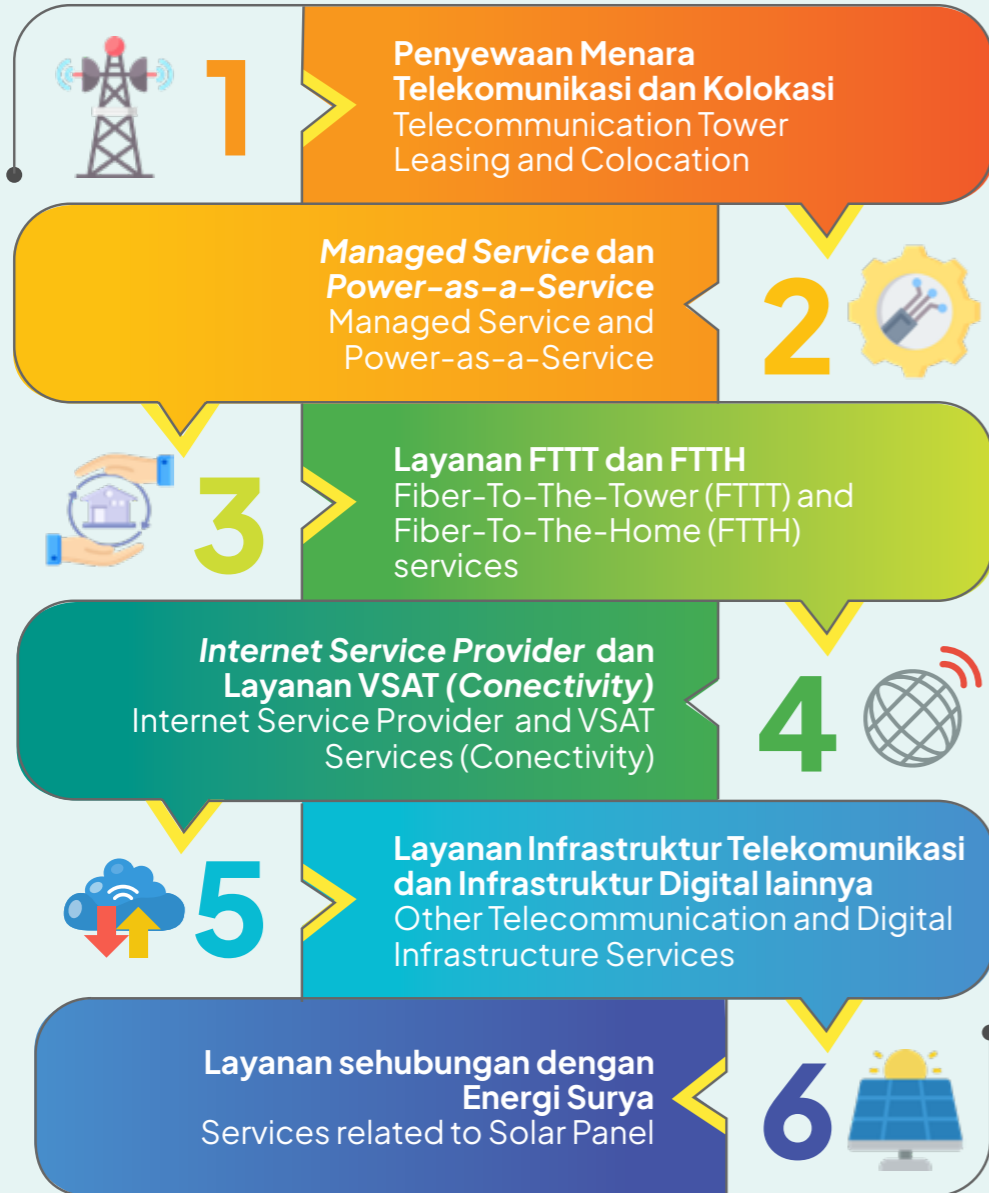 1
Penyewaan Menara
Telekomunikasi dan Kolokasi
Telecommunication Tower
Leasing and Colocation
Managed Service dan
Power-as-a-Service
Managed Service and
Power-as-a-Service
2
3
Layanan FTTT dan FTTH
Fiber-To-The-Tower (FTTT) and
Fiber-To-The-Home (FTTH)
services
Internet Service Provider dan
Layanan VSAT (Conectivity)
Internet Service Provider and VSAT
Services (Conectivity)
4
5
Layanan Infrastruktur Telekomunikasi
dan Infrastruktur Digital lainnya
Other Telecommunication and Digital
Infrastructure Services
Layanan sehubungan dengan
Energi Surya
Services related to Solar Panel
6